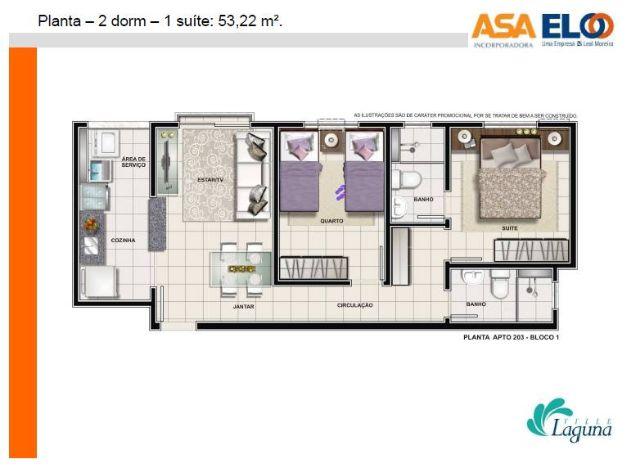 Planta – 2 dorm – 1 suíte: 53,22 m².
ASA ELO
INCORPORADORA
Uma Empresa Leal Moreira
AS ILUSTRAÇÕES SÃO DE CARATER PROMOCIONAL POR SE TRATAR DE BEM A SER CONSTRUÍDO.
ÁREA DE
SERVIÇO
ESTAR/TV
COZINHA
QUARTO
BANHO
SUÍTE
JANTAR
CIRCULAÇÃO
BANHO
PLANTA APTO 203 - BLOCO 1
VILLE
Laguna